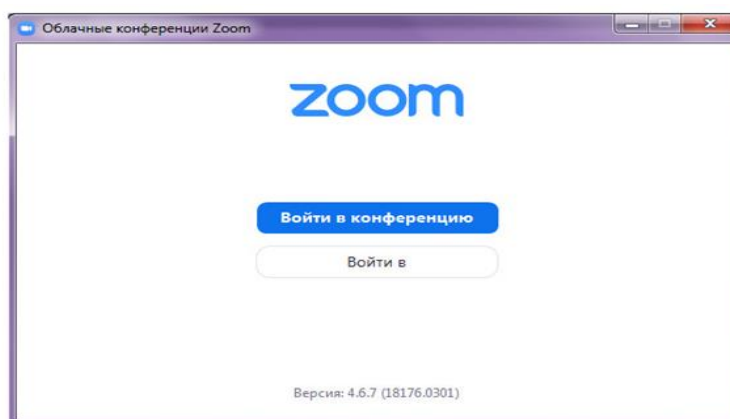 Облачные конференции Zoom
zoom
Войти в конференцию
Войти в
Версия: 4.6.7 (18176.0301)